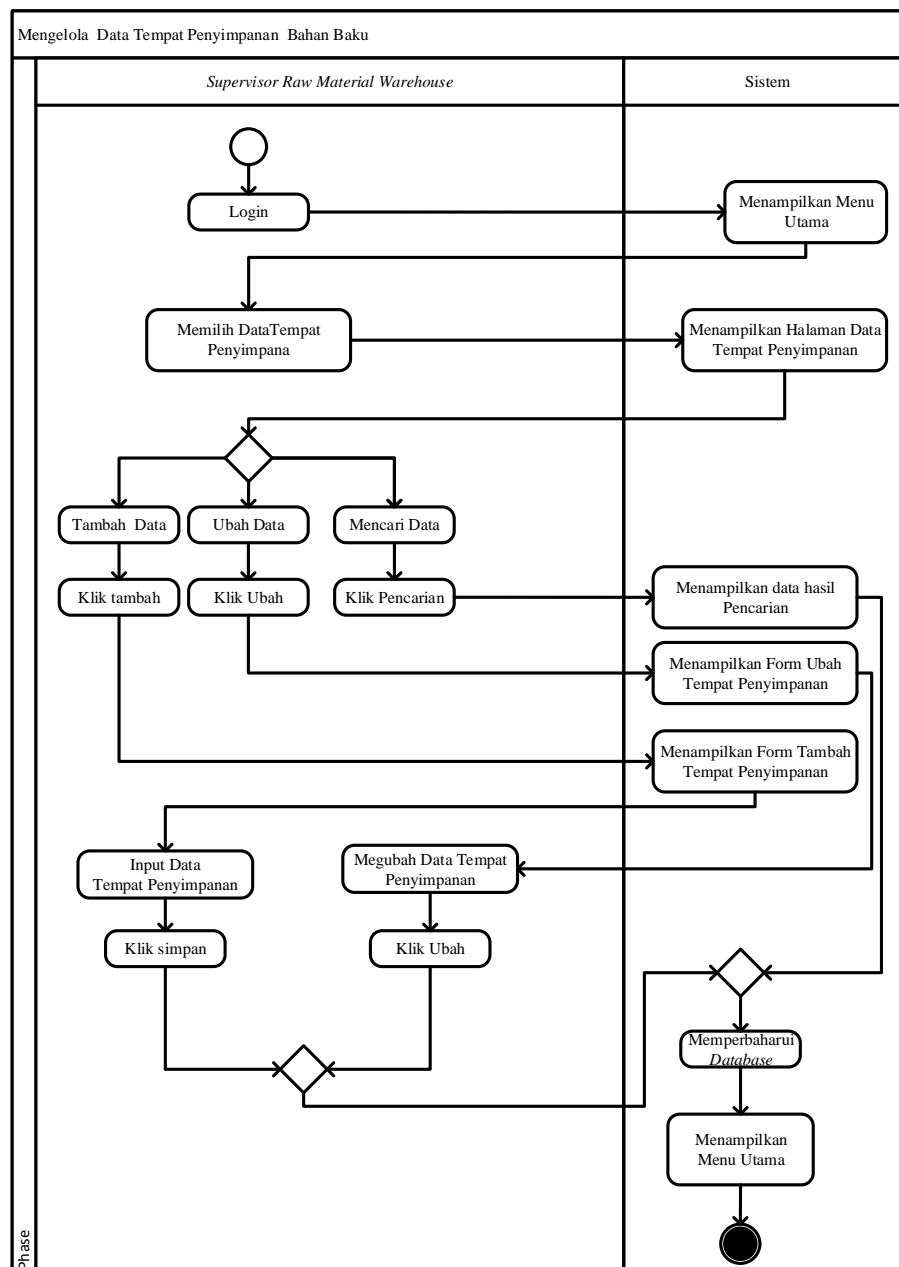 Mengelola Data Tempat Penyimpanan Bahan Baku
Supervisor Raw Material Warehouse
Sistem
Login
Menampilkan Menu
Utama
Memilih DataTempat
Penyimpana
Menampilkan Halaman Data
Tempat Penyimpanan
Tambah Data
Ubah Data
Mencari Data
Klik tambah
Klik Ubah
Klik Pencarian
Menampilkan data hasil
Pencarian
Menampilkan Form Ubah
Tempat Penyimpanan
Menampilkan Form Tambah
Tempat Penyimpanan
Input Data
Tempat Penyimpanan
Megubah Data Tempat
Penyimpanan
Klik simpan
Klik Ubah
Memperbaharui
Database
Menampilkan
Menu Utama
Phase